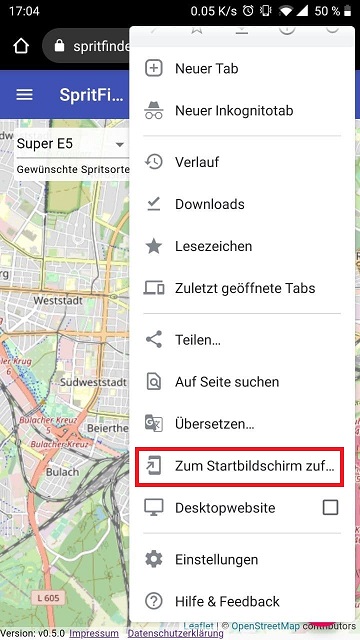 17:04
0.05 K/s
50 %
spritfinde
SpritFi...
Super E5
Gewünschte Spritsorte
Neuer Tab
Neuer Inkognitotab
Verlauf
Downloads
Lesezeichen
Zuletzt geöffnete Tabs
Teilen...
Auf Seite suchen
Übersetzen...
Zum Startbildschirm zuf...
Desktopwebsite
Einstellungen
Hilfe & Feedback
Weststadt
Südweststadt
Beierthe
Bulacher Kreuz
Bulacher Kreuz
Bulach
L 605
Leaflet | © OpenStreetMap contributors
Version: v0.5.0 Impressum Datenschutzerklärung